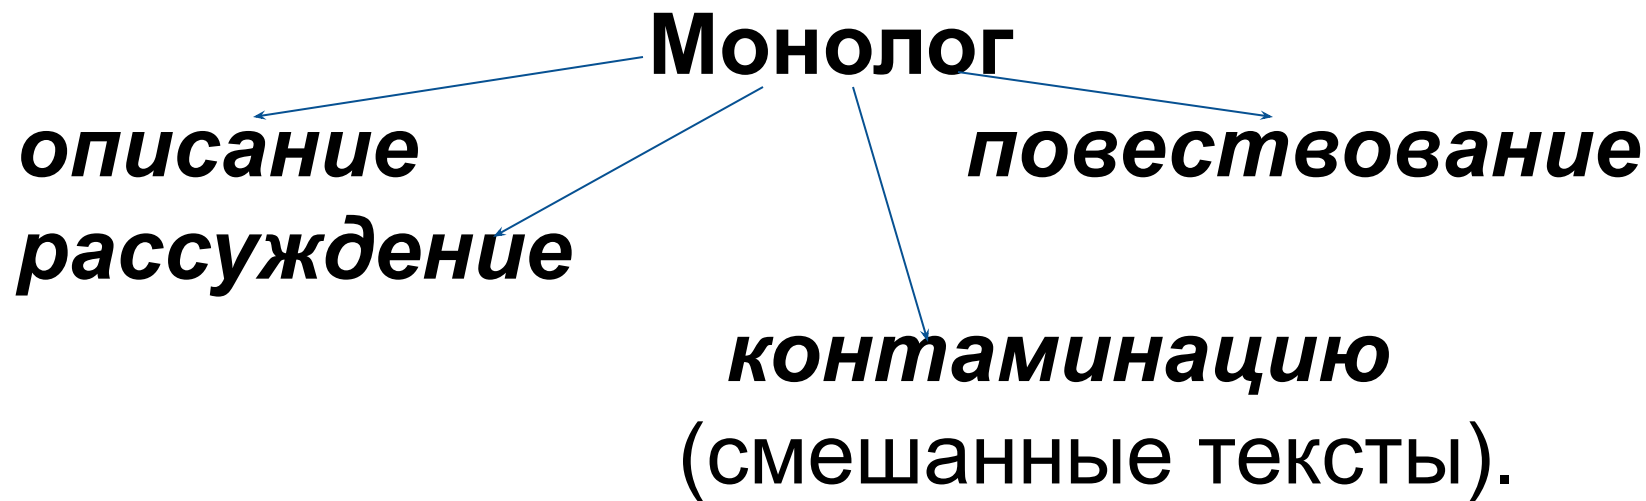 Монолог
описание повествование
рассуждение
контаминацию
(смешанные тексты).